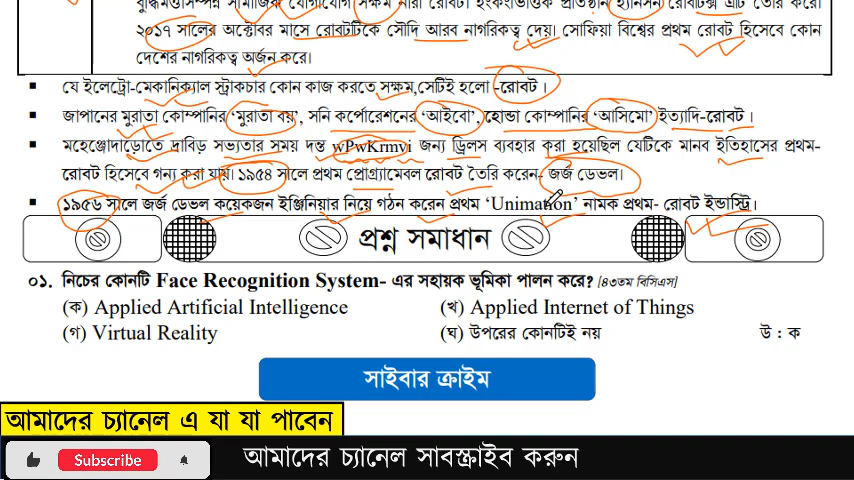 বুদ্ধিমত্তাসম্পন্ন সামাজিক যোগাযোগ সক্ষম নারী রোবট। হংকংভিত্তিক প্রতিষ্ঠান হ্যানসন রোবটিক্স এটি তৈরি করে।
২০১৭ সালের অক্টোবর মাসে রোবটটিকে সৌদি আরব নাগরিকত্ব দেয়। সোফিয়া বিশ্বের প্রথম রোবট হিসেবে কোন
দেশের নাগরিকত্ব অর্জন করে।
▪ যে ইলেট্রো-মেকানিক্যাল স্ট্রাকচার কোন কাজ করতে সক্ষম,সেটিই হলো -রোবট।
▪ জাপানের মুরাতা কোম্পানির ‘মুরাতা বয়’, সনি কর্পোরেশনের ‘আইবো’, হোন্ডা কোম্পানির ‘আসিমো’ ইত্যাদি-রোবট।
▪ মহেঞ্জোদাড়োতে দ্রাবিড় সভ্যতার সময় দন্ত wPwKrmvi জন্য ড্রিলস ব্যবহার করা হয়েছিল যেটিকে মানব ইতিহাসের প্রথম-
রোবট হিসেবে গন্য করা যায়। ১৯৫৪ সালে প্রথম প্রোগ্র্যামেবল রোবট তৈরি করেন- জর্জ ডেভল।
▪ ১৯৫৬ সালে জর্জ ডেভল কয়েকজন ইঞ্জিনিয়ার নিয়ে গঠন করেন প্রথম ‘Unimation’ নামক প্রথম- রোবট ইন্ডাস্ট্রি।
প্রশ্ন সমাধান
০১. নিচের কোনটি Face Recognition System- এর সহায়ক ভূমিকা পালন করে? [৪৩তম বিসিএস]
(ক) Applied Artificial Intelligence (খ) Applied Internet of Things
(গ) Virtual Reality (ঘ) উপরের কোনটিই নয় উ : ক
সাইবার ক্রাইম
আমাদের চ্যানেল এ যা যা পাবেন
Subscribe আমাদের চ্যানেল সাবস্ক্রাইব করুন